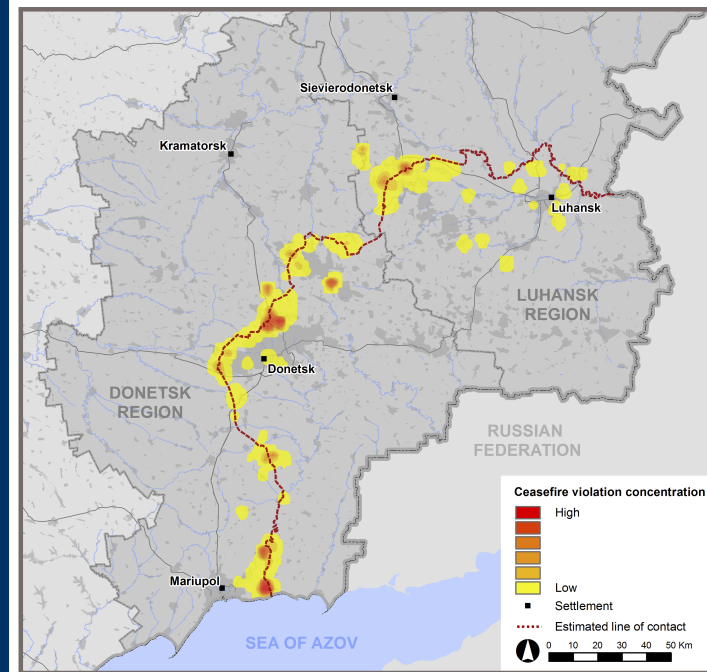 Sievierodonetsk
Kramatorsk
Luhansk
LUHANSK
REGION
Donetsk
DONETSK
REGION
RUSSIAN
FEDERATION
Mariupol
SEA OF AZOV
Ceasefire violation concentration
High
Low
Settlement
Estimated line of contact
0 10 20 30 40 50 Km